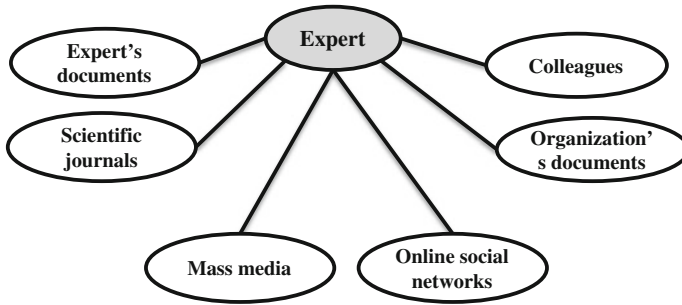 Expert
Expert's
documents
Colleagues
Scientific
journals
Organization'
s documents
Mass media
Online social
networks